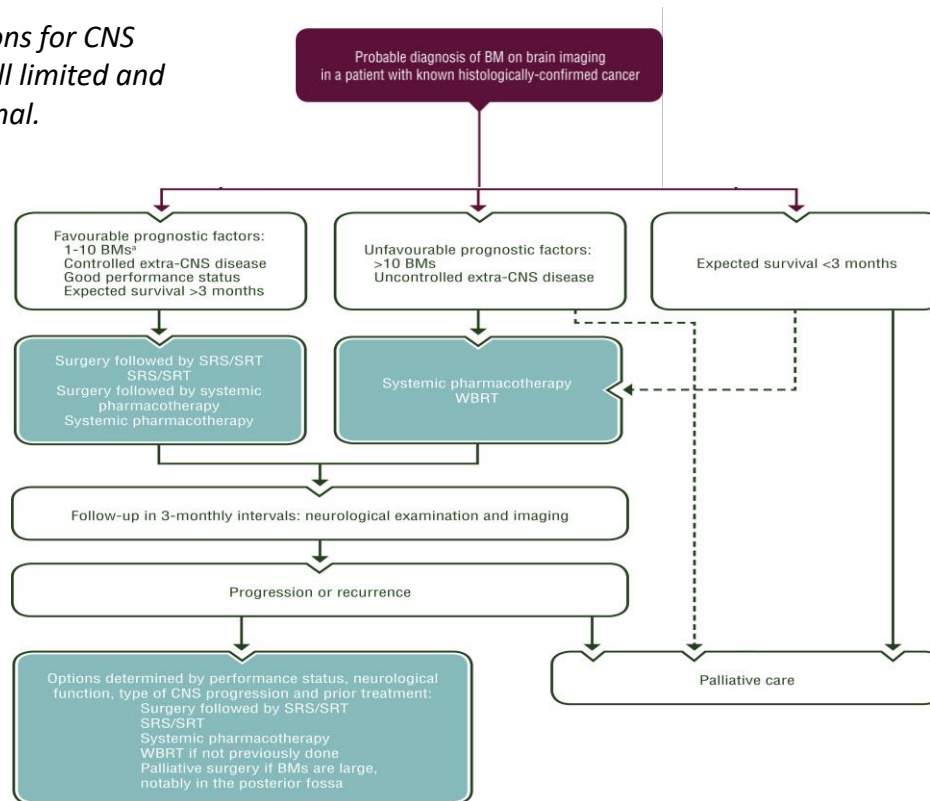 ons for CNS
ll limited and
nal.
Probable diagnosis of BM on brain imaging
in a patient with known histologically-confirmed cancer
Favourable prognostic factors:
1-10 BMsᵃ
Controlled extra-CNS disease
Good performance status
Expected survival >3 months
Unfavourable prognostic factors:
>10 BMs
Uncontrolled extra-CNS disease
Expected survival <3 months
Surgery followed by SRS/SRT
SRS/SRT
Surgery followed by systemic
pharmacotherapy
Systemic pharmacotherapy
Systemic pharmacotherapy
WBRT
Follow-up in 3-monthly intervals: neurological examination and imaging
Progression or recurrence
Options determined by performance status, neurological
function, type of CNS progression and prior treatment:
Surgery followed by SRS/SRT
SRS/SRT
Systemic pharmacotherapy
WBRT if not previously done
Palliative surgery if BMs are large,
notably in the posterior fossa
Palliative care